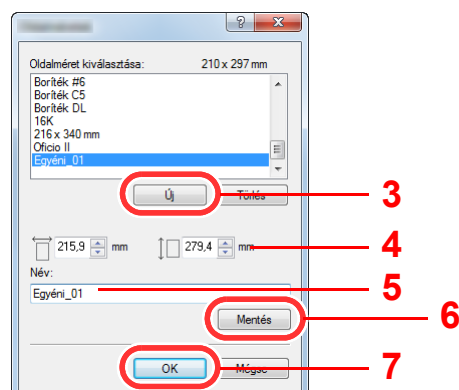 Oldalméret kiválasztása: 210 x 297 mm
Boríték #6
Boríték C5
Boríték DL
16K
216 x 340 mm
Oficio II
Egyéni_01
Új Törlés 3
215,9 mm 279,4 mm 4
Név:
Egyéni_01 5
Mentés 6
OK Mégse 7